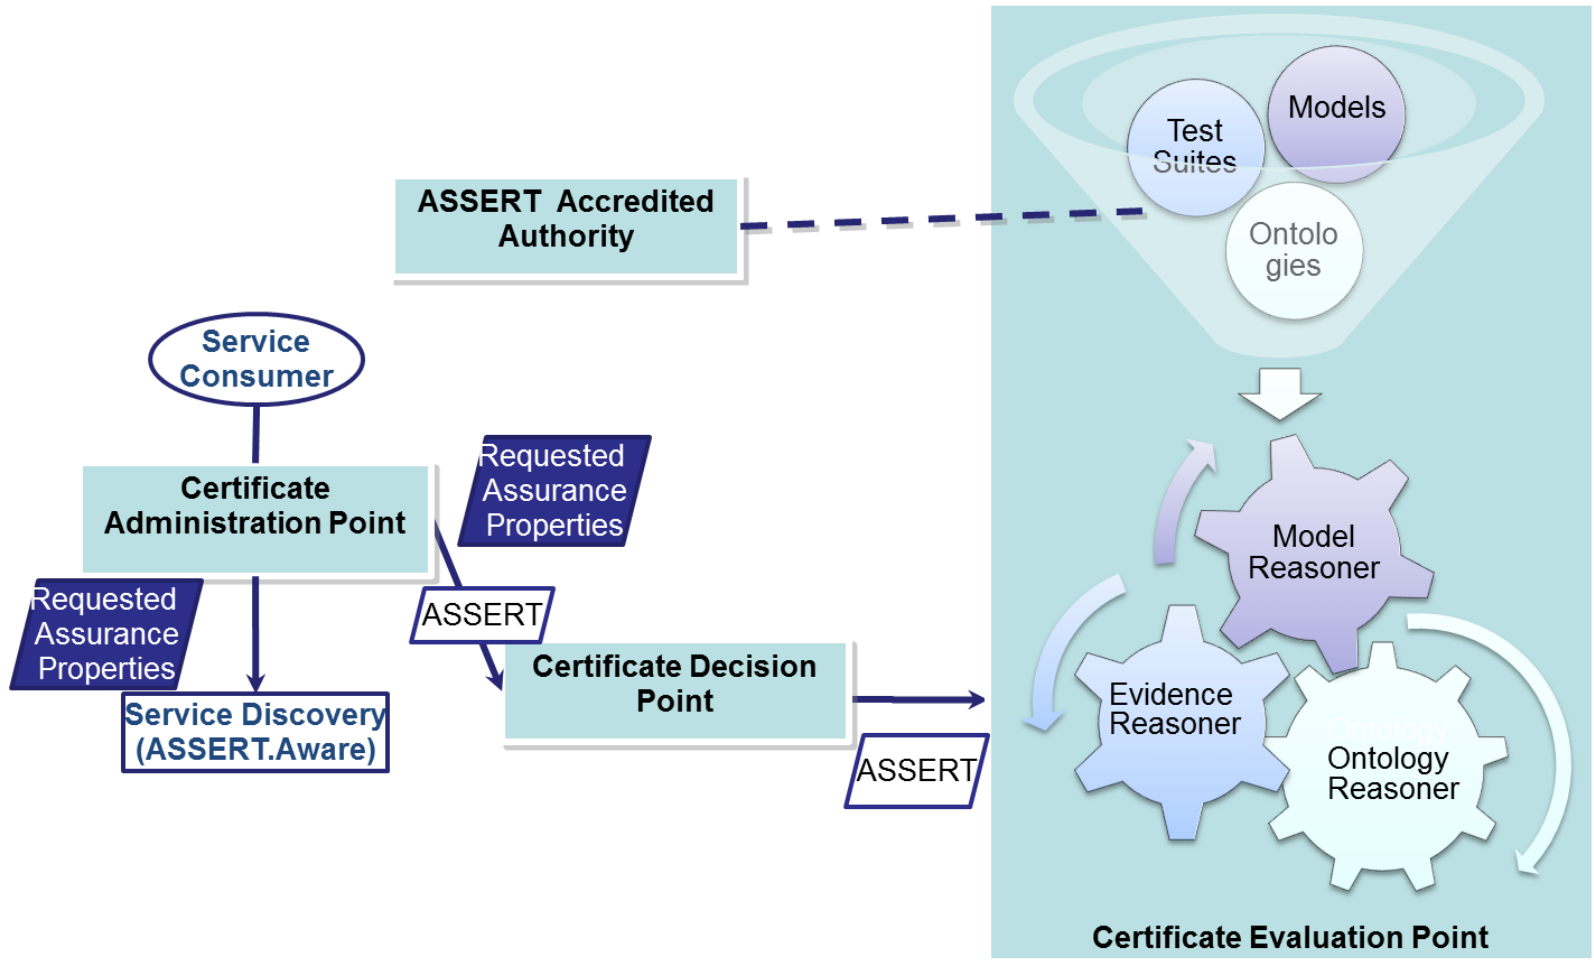 Models
Test
Suites
Ontolo
gies
ASSERT Accredited
Authority
Service
Consumer
Certificate
Administration Point
Requested
Assurance
Properties
ASSERT
Requested
Assurance
Properties
Service Discovery
(ASSERT.Aware)
Certificate Decision
Point
ASSERT
Model
Reasoner
Evidence
Reasoner
Ontology
Ontology
Reasoner
Certificate Evaluation Point